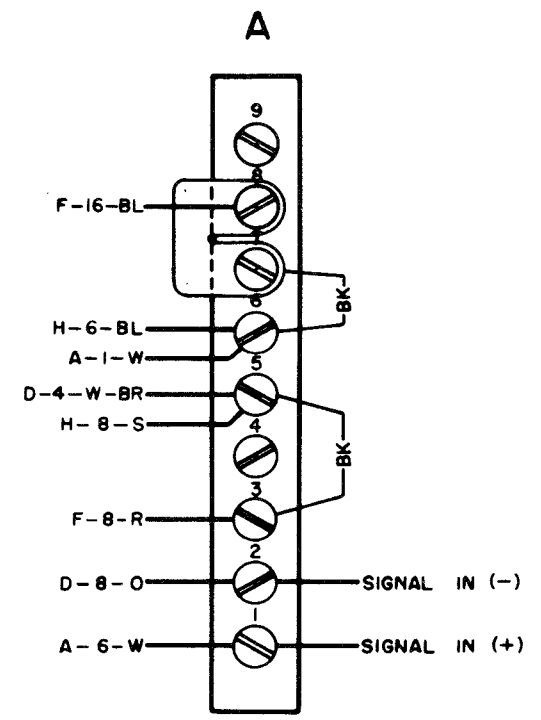 A
9
8
F-16-BL
7
BK
6
H-6-BL
A-1-W
5
D-4-W-BR
H-8-S
4
BK
3
F-8-R
2
D-8-O SIGNAL IN (-)
1
A-6-W SIGNAL IN (+)